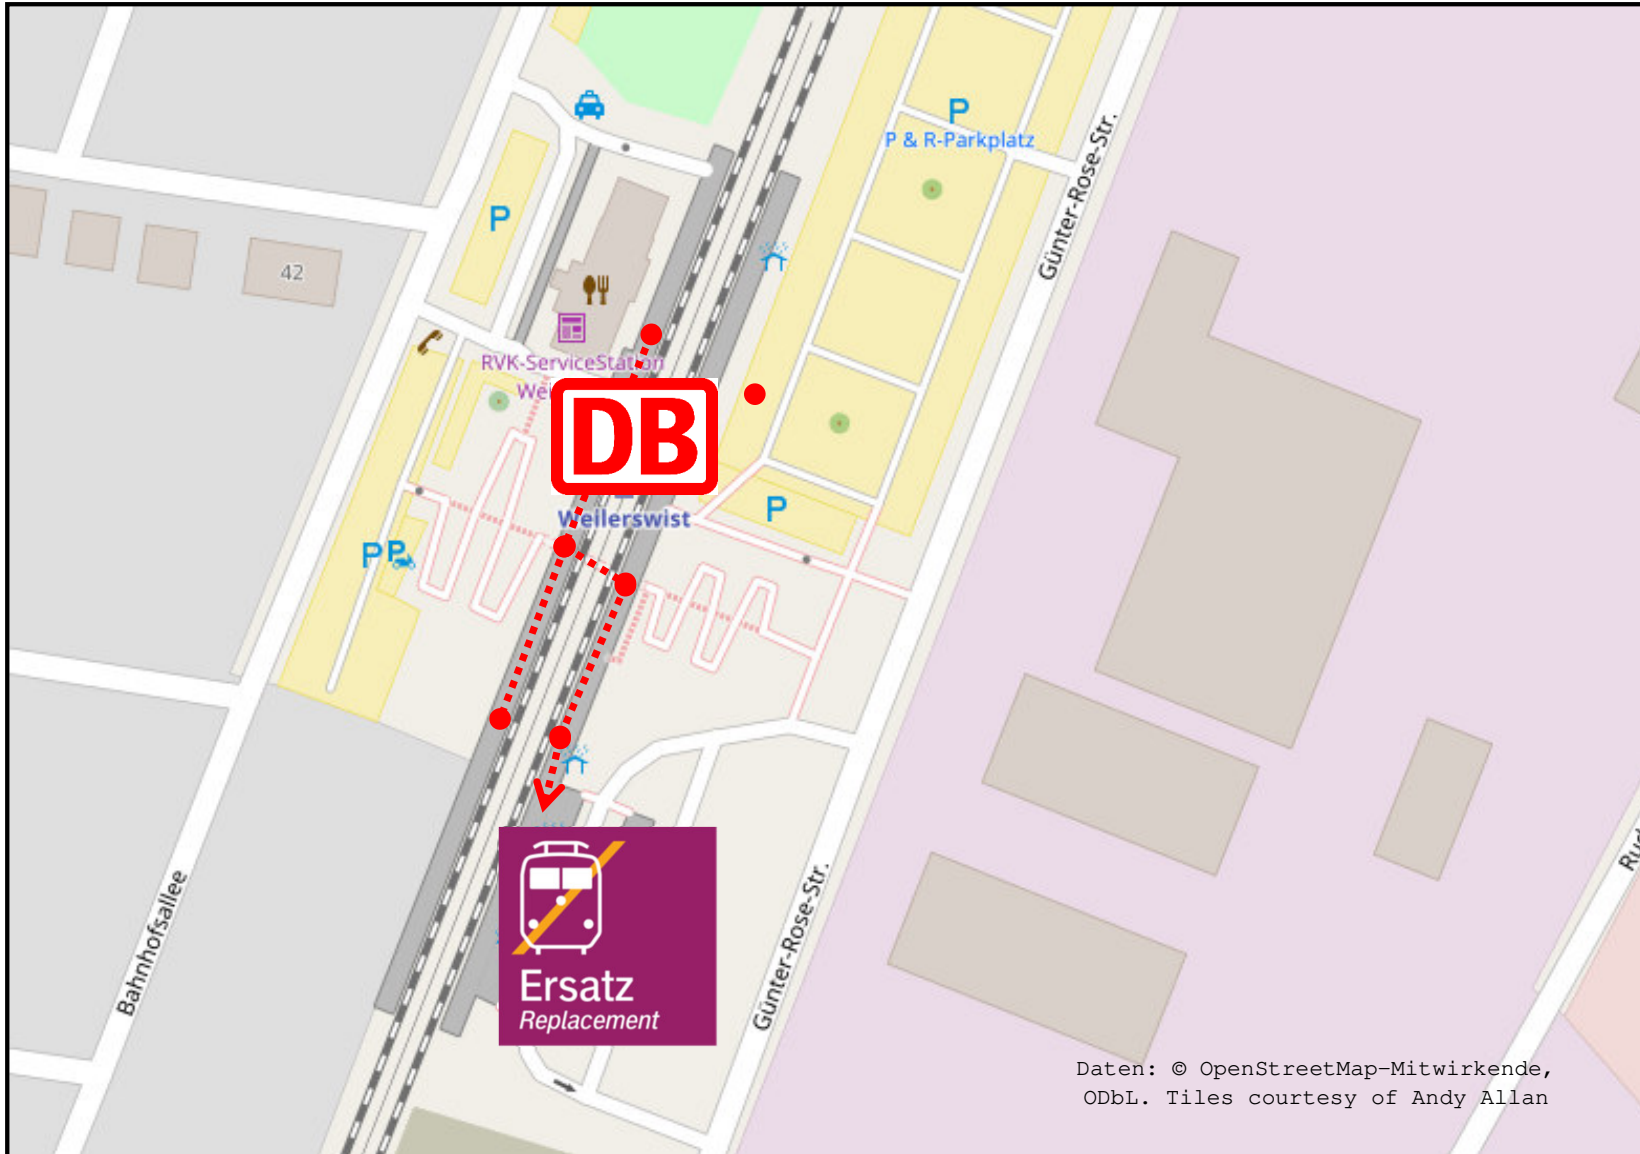 P
P & R-Parkplatz
Günter-Rose-Str.
P
42
RVK-ServiceStation
DB
Weilerswist
P
P
P
Bahnhofsallee
Günter-Rose-Str.
Ersatz
Replacement
Daten: © OpenStreetMap-Mitwirkende,
ODbL. Tiles courtesy of Andy Allan